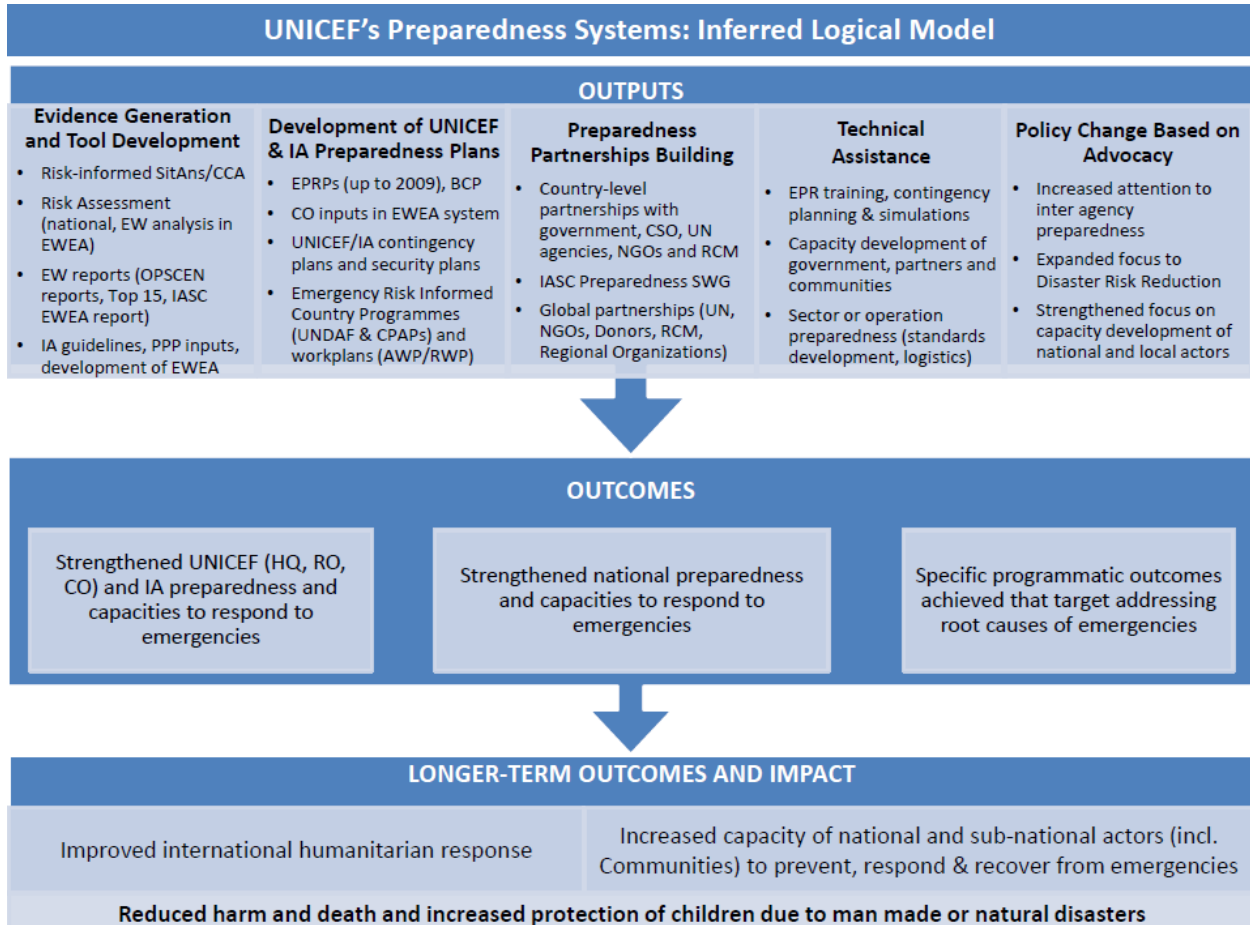 UNICEF's Preparedness Systems: Inferred Logical Model
OUTPUTS
Evidence Generation
and Tool Development
• Risk-informed SitAns/CCA
• Risk Assessment
(national, EW analysis in
EWEA)
• EW reports (OPSCEN
reports, Top 15, IASC
EWEA report)
• IA guidelines, PPP inputs,
development of EWEA
Development of UNICEF
& IA Preparedness Plans
• EPRPs (up to 2009), BCP
• CO inputs in EWEA system
• UNICEF/IA contingency
plans and security plans
• Emergency Risk Informed
Country Programmes
(UNDAF & CPAPs) and
workplans (AWP/RWP)
Preparedness
Partnerships Building
• Country-level
partnerships with
government, CSO, UN
agencies, NGOs and RCM
• IASC Preparedness SWG
• Global partnerships (UN,
NGOs, Donors, RCM,
Regional Organizations)
Technical
Assistance
• EPR training, contingency
planning & simulations
• Capacity development of
government, partners and
communities
• Sector or operation
preparedness (standards
development, logistics)
Policy Change Based on
Advocacy
• Increased attention to
inter agency
preparedness
• Expanded focus to
Disaster Risk Reduction
• Strengthened focus on
capacity development of
national and local actors
OUTCOMES
Strengthened UNICEF (HQ, RO,
CO) and IA preparedness and
capacities to respond to
emergencies
Strengthened national preparedness
and capacities to respond to
emergencies
Specific programmatic outcomes
achieved that target addressing
root causes of emergencies
LONGER-TERM OUTCOMES AND IMPACT
Improved international humanitarian response
Increased capacity of national and sub-national actors (incl.
Communities) to prevent, respond & recover from emergencies
Reduced harm and death and increased protection of children due to man made or natural disasters